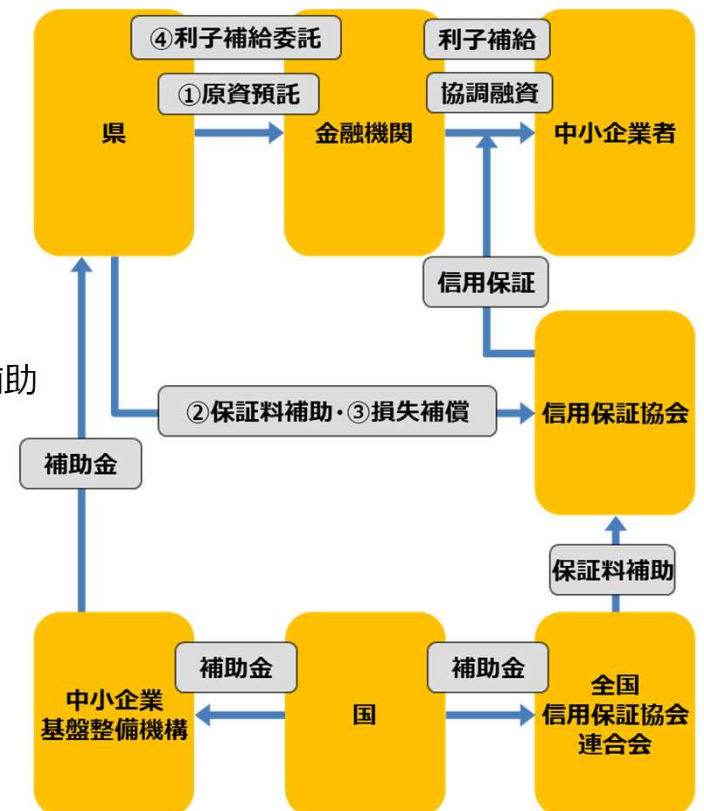 ④利子補給委託
利子補給
①原資預託
協調融資
県
金融機関
中小企業者
信用保証
補助
②保証料補助・③損失補償
信用保証協会
補助金
保証料補助
補助金
補助金
中小企業
基盤整備機構
国
全国
信用保証協会
連合会